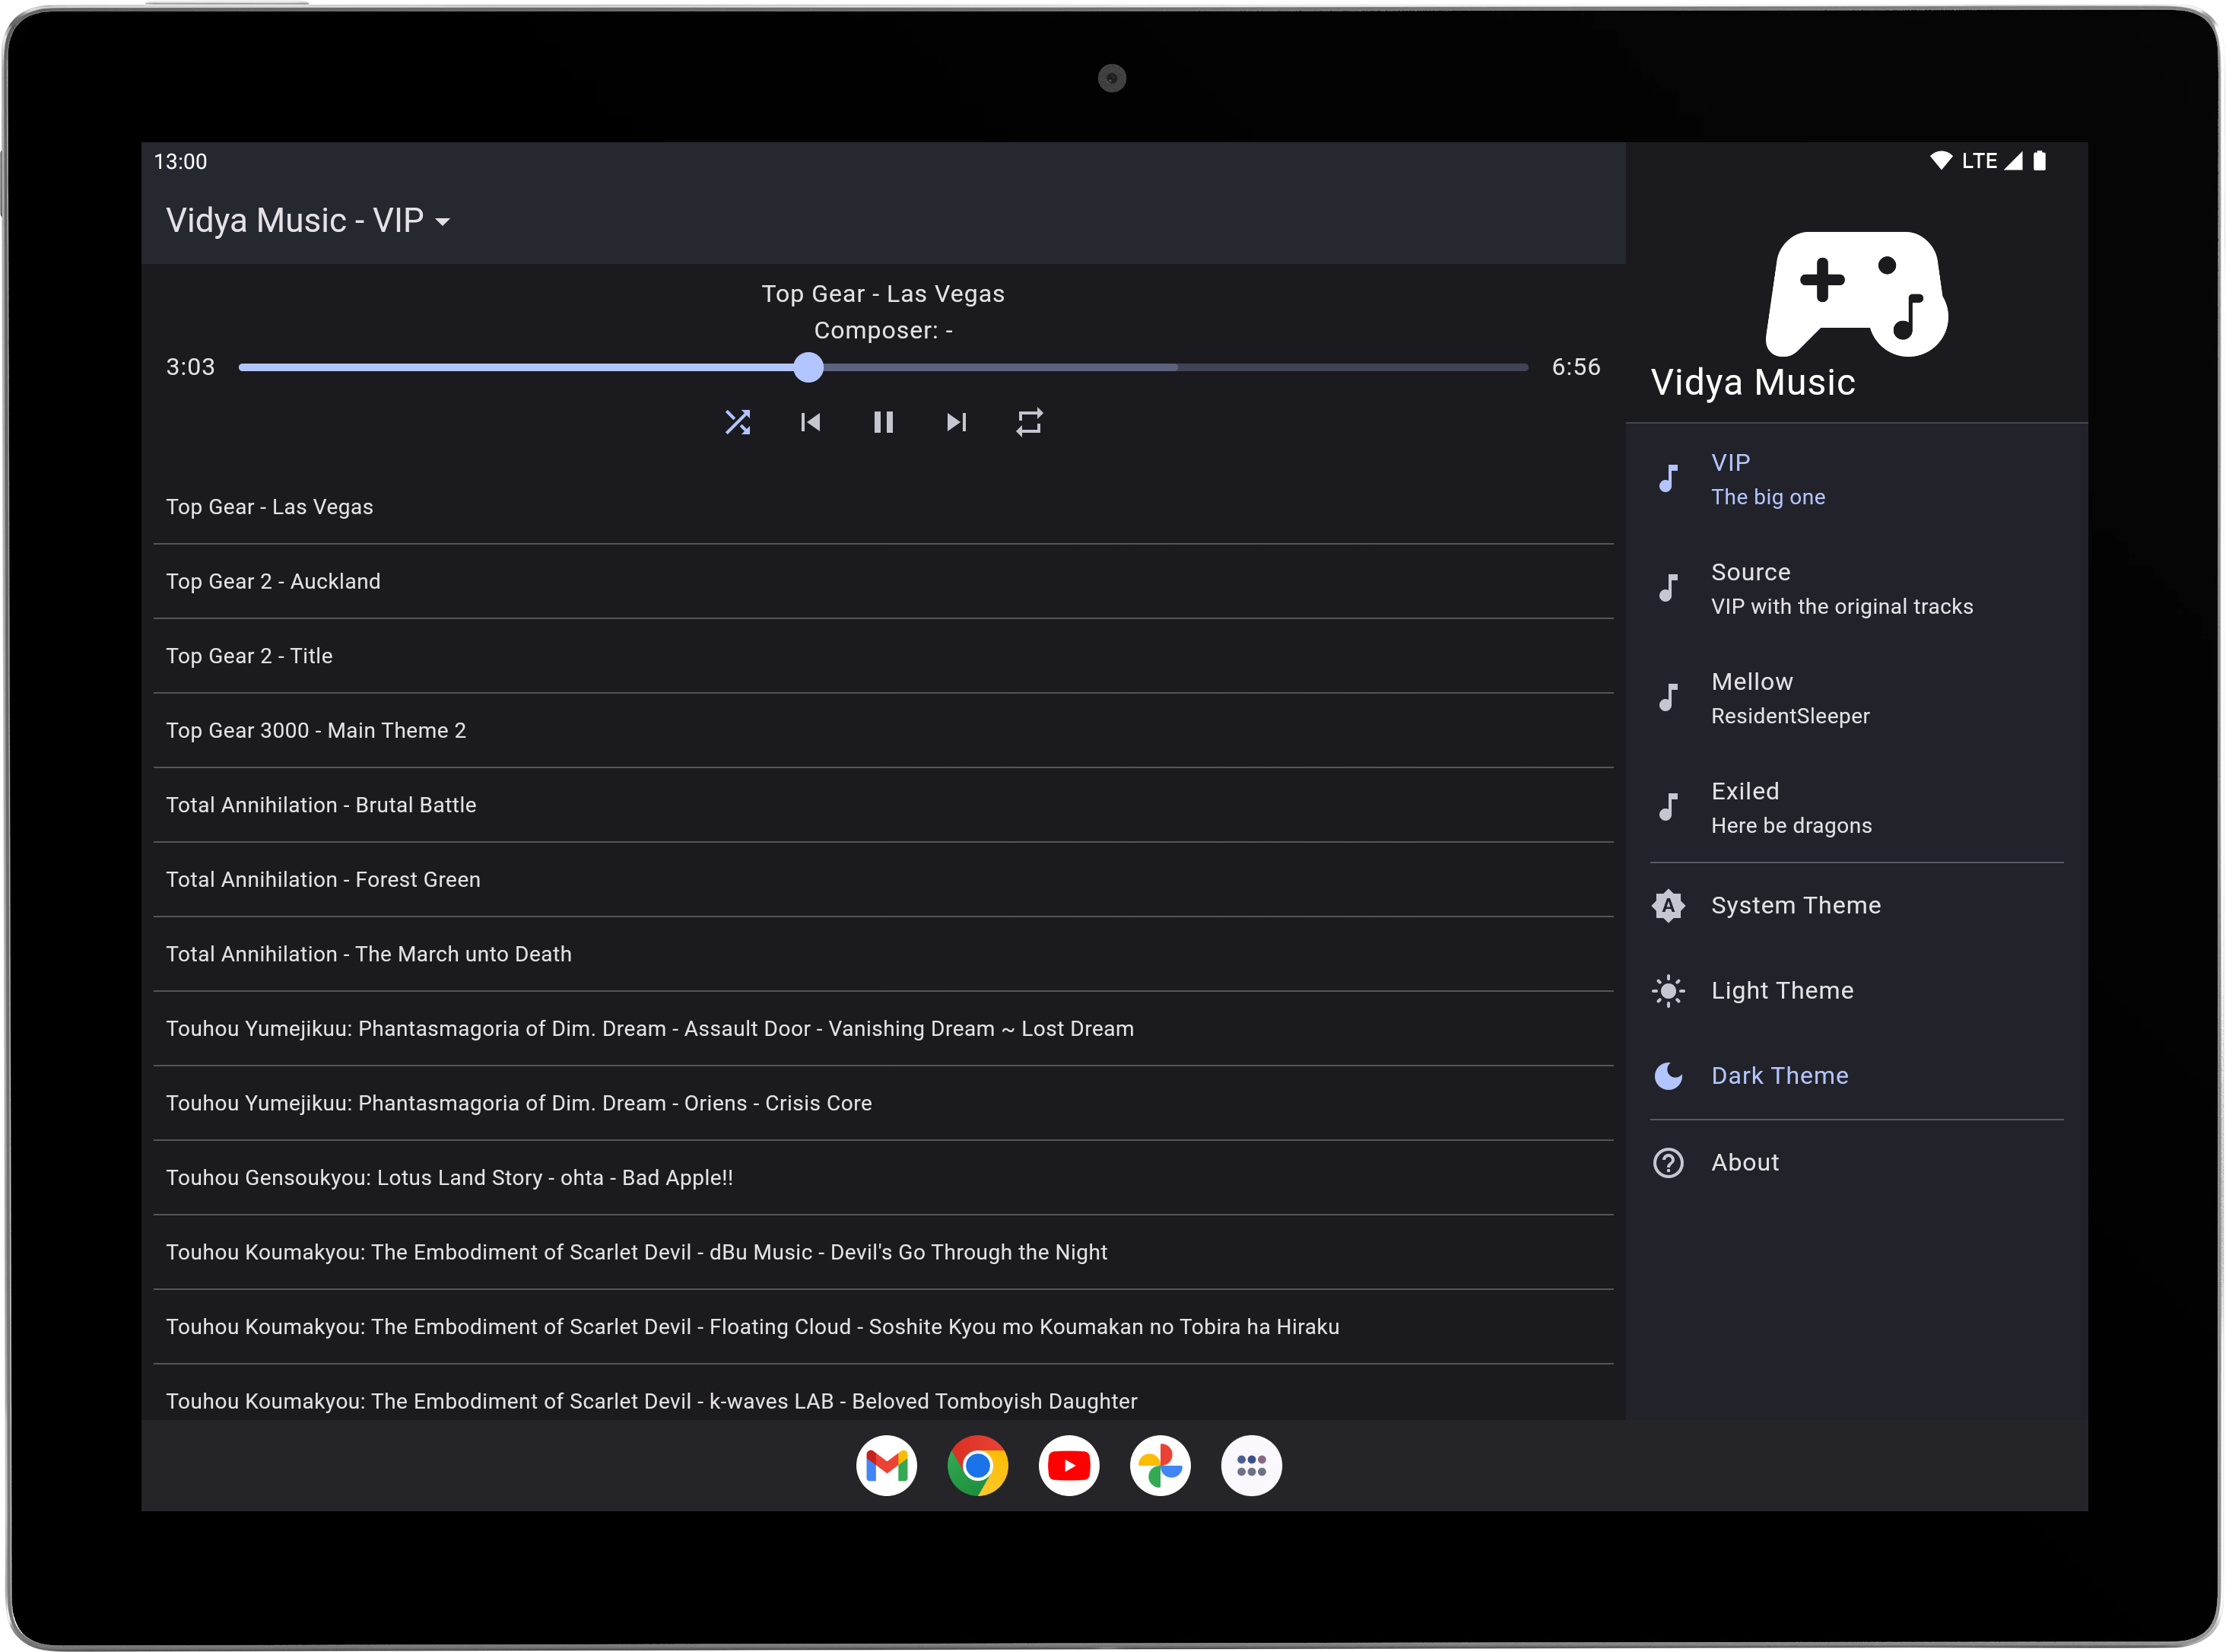 13:00
LTE
Vidya Music - VIP
Top Gear - Las Vegas
Composer: -
3:03
6:56
Top Gear - Las Vegas
Top Gear 2 - Auckland
Top Gear 2 - Title
Top Gear 3000 - Main Theme 2
Total Annihilation - Brutal Battle
Total Annihilation - Forest Green
Total Annihilation - The March unto Death
Touhou Yumejikuu: Phantasmagoria of Dim. Dream - Assault Door - Vanishing Dream ~ Lost Dream
Touhou Yumejikuu: Phantasmagoria of Dim. Dream - Oriens - Crisis Core
Touhou Gensoukyou: Lotus Land Story - ohta - Bad Apple!!
Touhou Koumakyou: The Embodiment of Scarlet Devil - dBu Music - Devil's Go Through the Night
Touhou Koumakyou: The Embodiment of Scarlet Devil - Floating Cloud - Soshite Kyou mo Koumakan no Tobira ha Hiraku
Touhou Koumakyou: The Embodiment of Scarlet Devil - k-waves LAB - Beloved Tomboyish Daughter
Vidya Music
VIP
The big one
Source
VIP with the original tracks
Mellow
ResidentSleeper
Exiled
Here be dragons
A
System Theme
Light Theme
Dark Theme
?
About